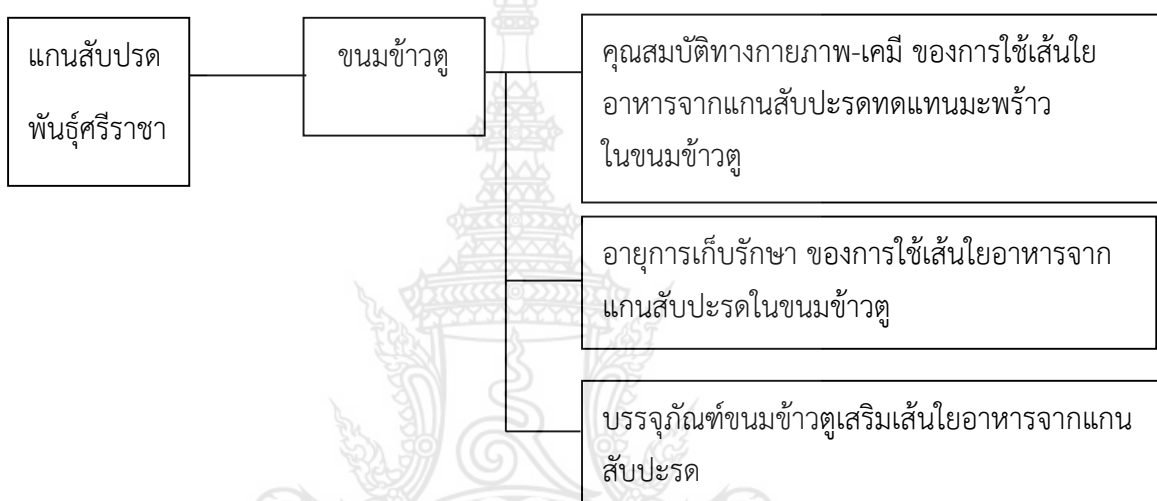 แกนสับปรด
พันธุ์ศรีราชา
ขนมข้าวตู
คุณสมบัติทางกายภาพ-เคมี ของการใช้เส้นใย
อาหารจากแกนสับปะรดทดแทนมะพร้าว
ในขนมข้าวตู
อายุการเก็บรักษา ของการใช้เส้นใยอาหารจาก
แกนสับปะรดในขนมข้าวตู
บรรจุภัณฑ์ขนมข้าวตูเสริมเส้นใยอาหารจากแกน
สับปะรด